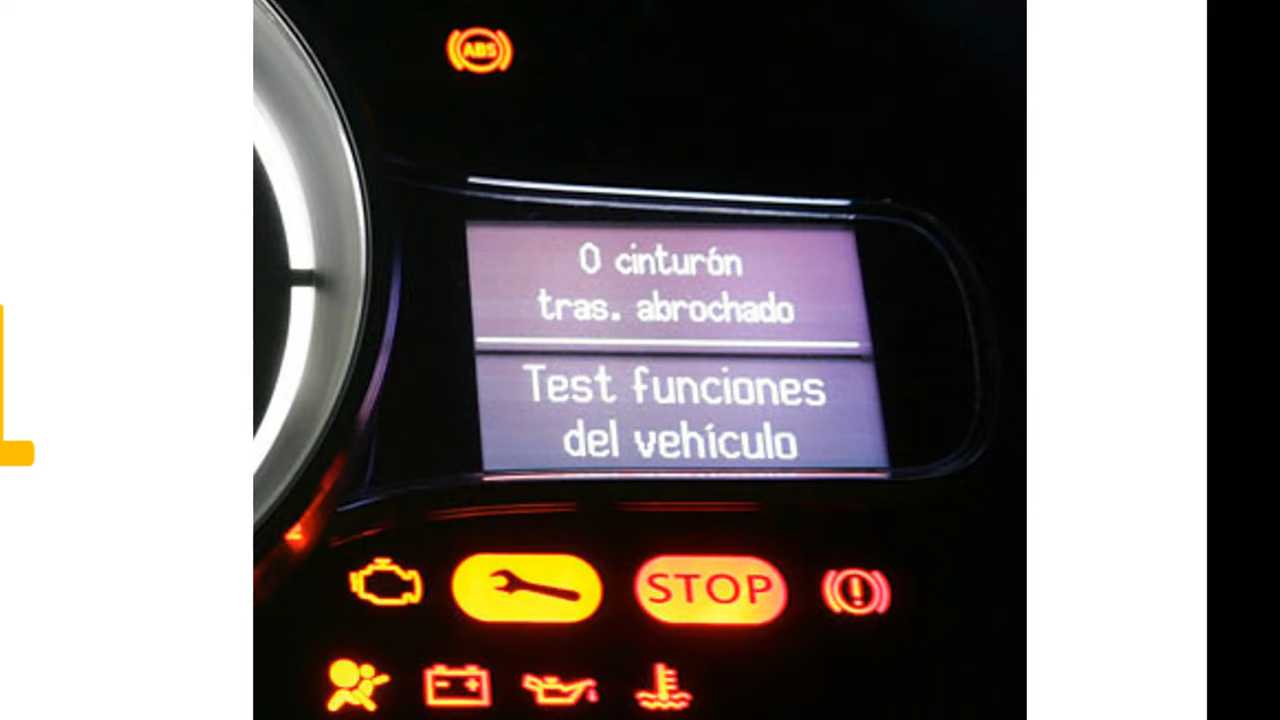 ABS
0 cinturón
tras. abrochado
Test funciones
del vehículo
STOP